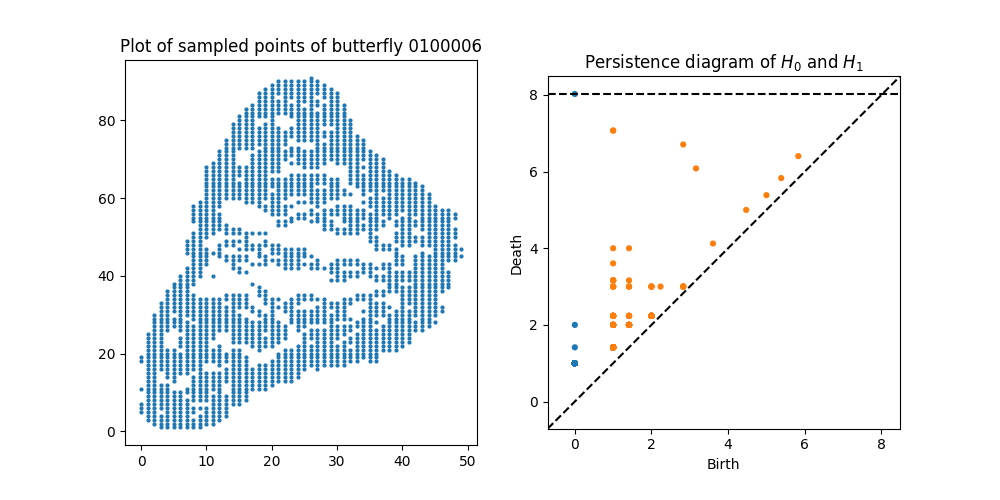 Plot of sampled points of butterfly 0100006
80
60
40
20
0
0 10 20 30 40 50
Persistence diagram of H₀ and H₁
8
6
4
2
0
Death
0 2 4 6 8
Birth